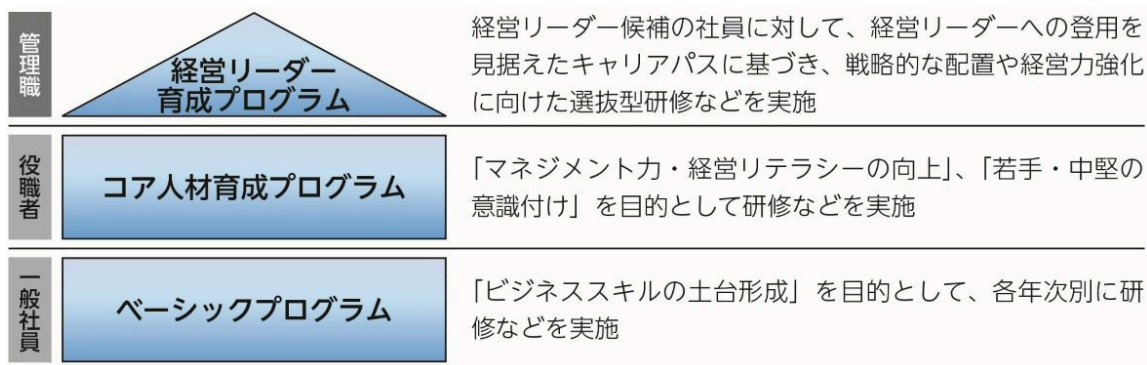 管理職
経営リーダー
育成プログラム
経営リーダー候補の社員に対して、経営リーダーへの登用を
見据えたキャリアパスに基づき、戦略的な配置や経営力強化
に向けた選抜型研修などを実施
役職者
コア人材育成プログラム
「マネジメント力・経営リテラシーの向上」、「若手・中堅の
意識付け」を目的として研修などを実施
一般社員
ベーシックプログラム
「ビジネススキルの土台形成」を目的として、各年次別に研
修などを実施